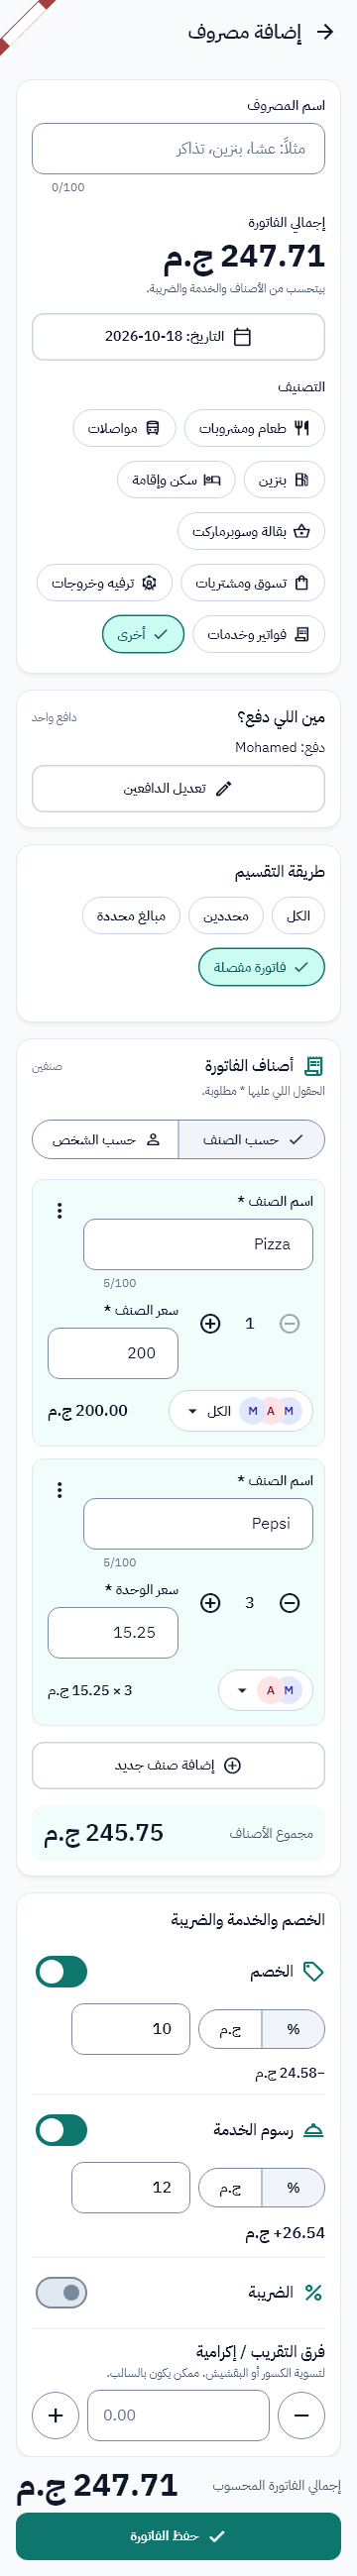 إضافة مصروف
اسم المصروف
مثلاً: عشا، بنزين، تذاكر
0/100
إجمالي الفاتورة
247.71 ج.م
بيتحسب من الأصناف والخدمة والضريبة.
التاريخ: 18-10-2026
التصنيف
طعام ومشروبات
مواصلات
بنزين
سكن وإقامة
بقالة وسوبرماركت
تسوق ومشتريات
ترفيه وخروجات
فواتير وخدمات
أخرى
مين اللي دفع؟
دافع واحد
دفع: Mohamed
تعديل الدافعين
طريقة التقسيم
الكل
محددين
مبالغ محددة
فاتورة مفصلة
أصناف الفاتورة
صنفين
الحقول اللي عليها * مطلوبة.
حسب الصنف
حسب الشخص
اسم الصنف *
Pizza
5/100
سعر الصنف *
1
200
M A M الكل
200.00 ج.م
اسم الصنف *
Pepsi
5/100
سعر الوحدة *
3
15.25
M A
3 × 15.25 ج.م
إضافة صنف جديد
مجموع الأصناف
245.75 ج.م
الخصم والخدمة والضريبة
الخصم
%
ج.م
10
−24.58 ج.م
رسوم الخدمة
%
ج.م
12
+26.54 ج.م
الضريبة
فرق التقريب / إكرامية
لتسوية الكسور أو البقشيش. ممكن يكون بالسالب.
0.00
إجمالي الفاتورة المحسوب
247.71 ج.م
حفظ الفاتورة